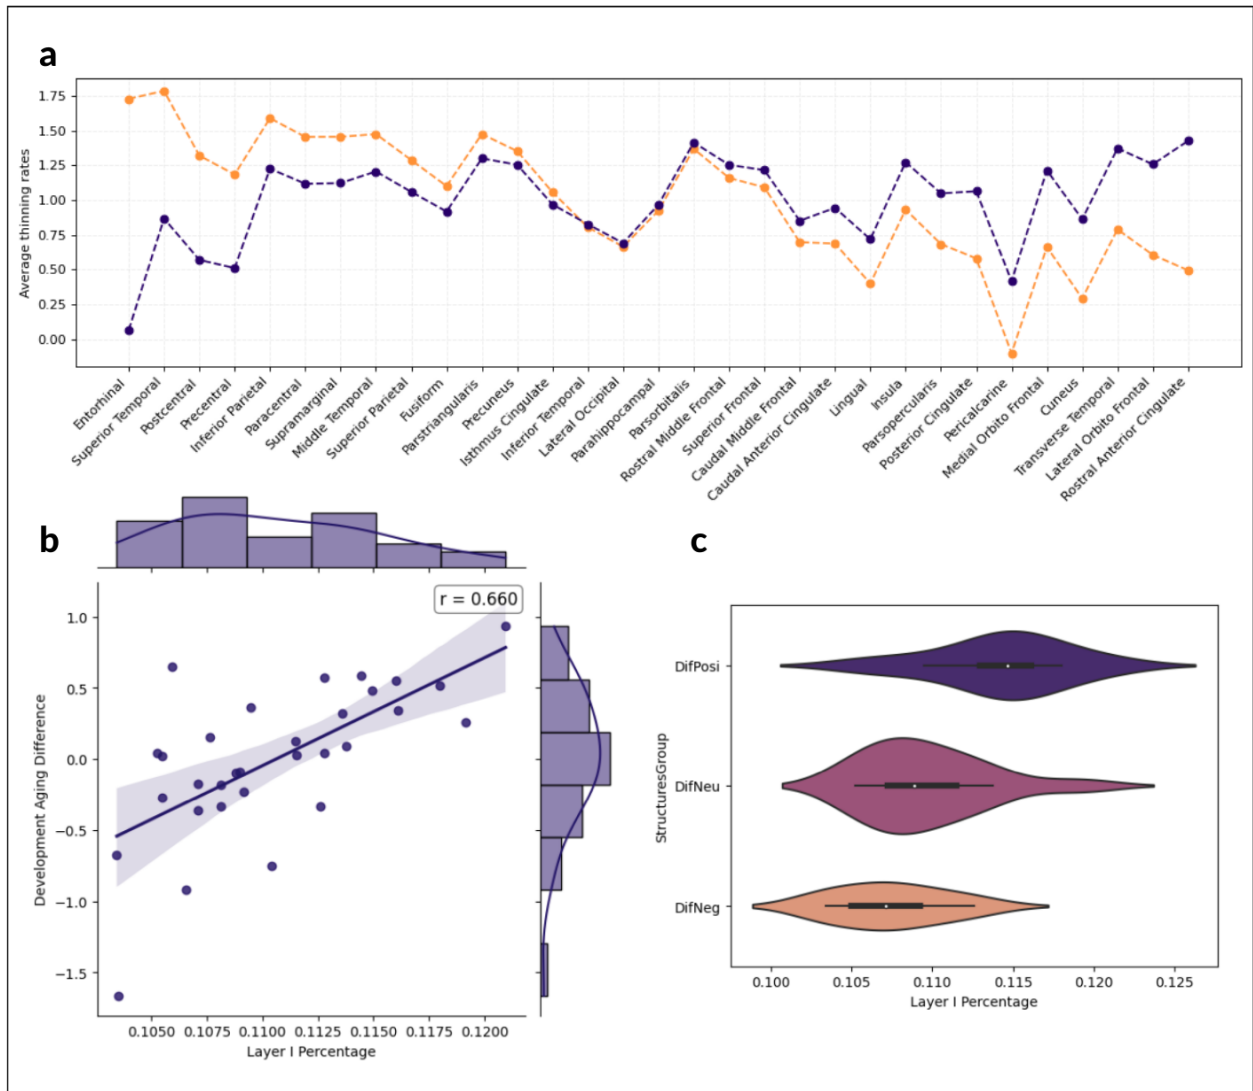 a
Average thinning rates
1.75
1.50
1.25
1.00
0.75
0.50
0.25
0.00
Entorhinal
Superior Temporal
Postcentral
Precentral
Inferior Parietal
Paracentral
Supramarginal
Middle Temporal
Superior Parietal
Fusiform
Parstriangularis
Precuneus
Isthmus Cingulate
Inferior Temporal
Lateral Occipital
Parahippocampal
Parsorbitalis
Rostral Middle Frontal
Superior Frontal
Caudal Middle Frontal
Caudal Anterior Cingulate
Lingual
Insula
Parsopercularis
Posterior Cingulate
Pericalcarine
Medial Orbito Frontal
Cuneus
Transverse Temporal
Lateral Orbito Frontal
Rostral Anterior Cingulate
b
r = 0.660
Development Aging Difference
1.0
0.5
0.0
−0.5
−1.0
−1.5
0.1050 0.1075 0.1100 0.1125 0.1150 0.1175 0.1200
Layer I Percentage
c
StructuresGroup
DifPosi
DifNeu
DifNeg
0.100 0.105 0.110 0.115 0.120 0.125
Layer I Percentage